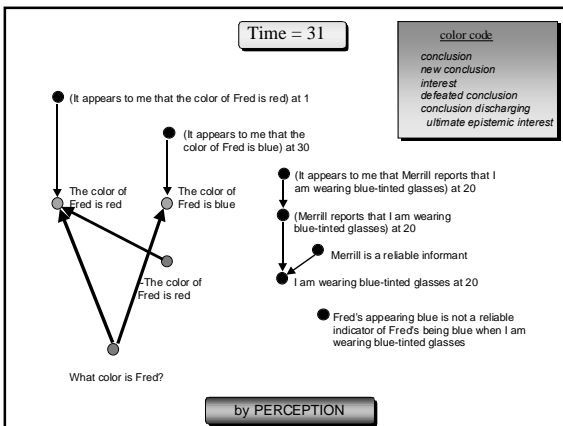 Time = 31
color code
conclusion
new conclusion
interest
defeated conclusion
conclusion discharging
ultimate epistemic interest
(It appears to me that the color of Fred is red) at 1
(It appears to me that the
color of Fred is blue) at 30
(It appears to me that Merrill reports that I
am wearing blue-tinted glasses) at 20
The color of
Fred is red
The color of
Fred is blue
(Merrill reports that I am wearing
blue-tinted glasses) at 20
Merrill is a reliable informant
~The color of
Fred is red
I am wearing blue-tinted glasses at 20
Fred's appearing blue is not a reliable
indicator of Fred's being blue when I am
wearing blue-tinted glasses
What color is Fred?
by PERCEPTION